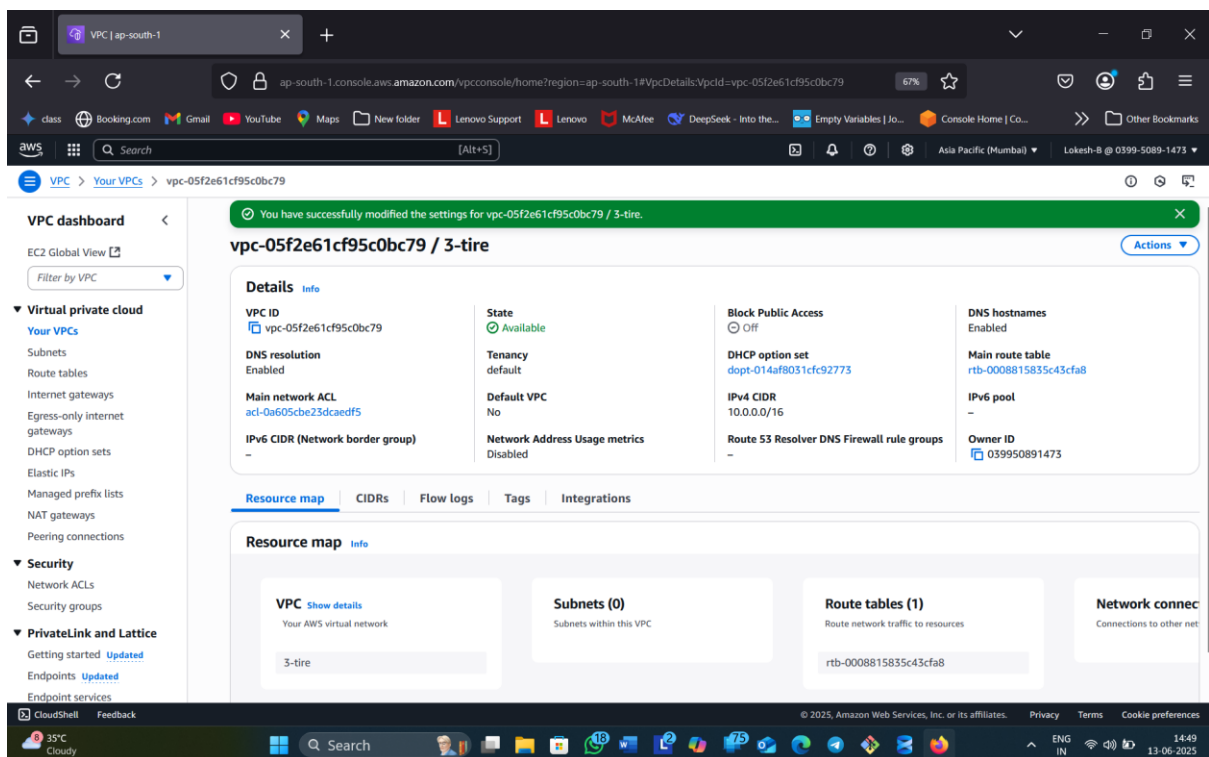 VPC | ap-south-1
ap-south-1.console.aws.amazon.com/vpcconsole/home?region=ap-south-1#VpcDetails:VpcId=vpc-05f2e61cf95c0bc79
67%
class
Booking.com
Gmail
YouTube
Maps
New folder
Lenovo Support
Lenovo
McAfee
DeepSeek - Into the...
Empty Variables | Jo...
Console Home | Co...
Other Bookmarks
aws
Search
[Alt+S]
Asia Pacific (Mumbai)
Lokesh-B @ 0399-5089-1473
VPC > Your VPCs > vpc-05f2e61cf95c0bc79
VPC dashboard
EC2 Global View
Filter by VPC
Virtual private cloud
Your VPCs
Subnets
Route tables
Internet gateways
Egress-only internet
gateways
DHCP option sets
Elastic IPs
Managed prefix lists
NAT gateways
Peering connections
Security
Network ACLs
Security groups
PrivateLink and Lattice
Getting started Updated
Endpoints Updated
Endpoint services
You have successfully modified the settings for vpc-05f2e61cf95c0bc79 / 3-tire.
vpc-05f2e61cf95c0bc79 / 3-tire
Actions
Details Info
VPC ID
vpc-05f2e61cf95c0bc79
State
Available
Block Public Access
Off
DNS hostnames
Enabled
DNS resolution
Enabled
Tenancy
default
DHCP option set
dopt-014af8031cfc92773
Main route table
rtb-0008815835c43cfa8
Main network ACL
acl-0a605cbe23dcaedf5
Default VPC
No
IPv4 CIDR
10.0.0.0/16
IPv6 pool
–
IPv6 CIDR (Network border group)
–
Network Address Usage metrics
Disabled
Route 53 Resolver DNS Firewall rule groups
–
Owner ID
039950891473
Resource map
CIDRs
Flow logs
Tags
Integrations
Resource map Info
VPC Show details
Your AWS virtual network
3-tire
Subnets (0)
Subnets within this VPC
Route tables (1)
Route network traffic to resources
rtb-0008815835c43cfa8
Network connec
Connections to other net
CloudShell
Feedback
© 2025, Amazon Web Services, Inc. or its affiliates.
Privacy
Terms
Cookie preferences
8
35°C
Cloudy
Search
18
2
75
ENG
IN
14:49
13-06-2025